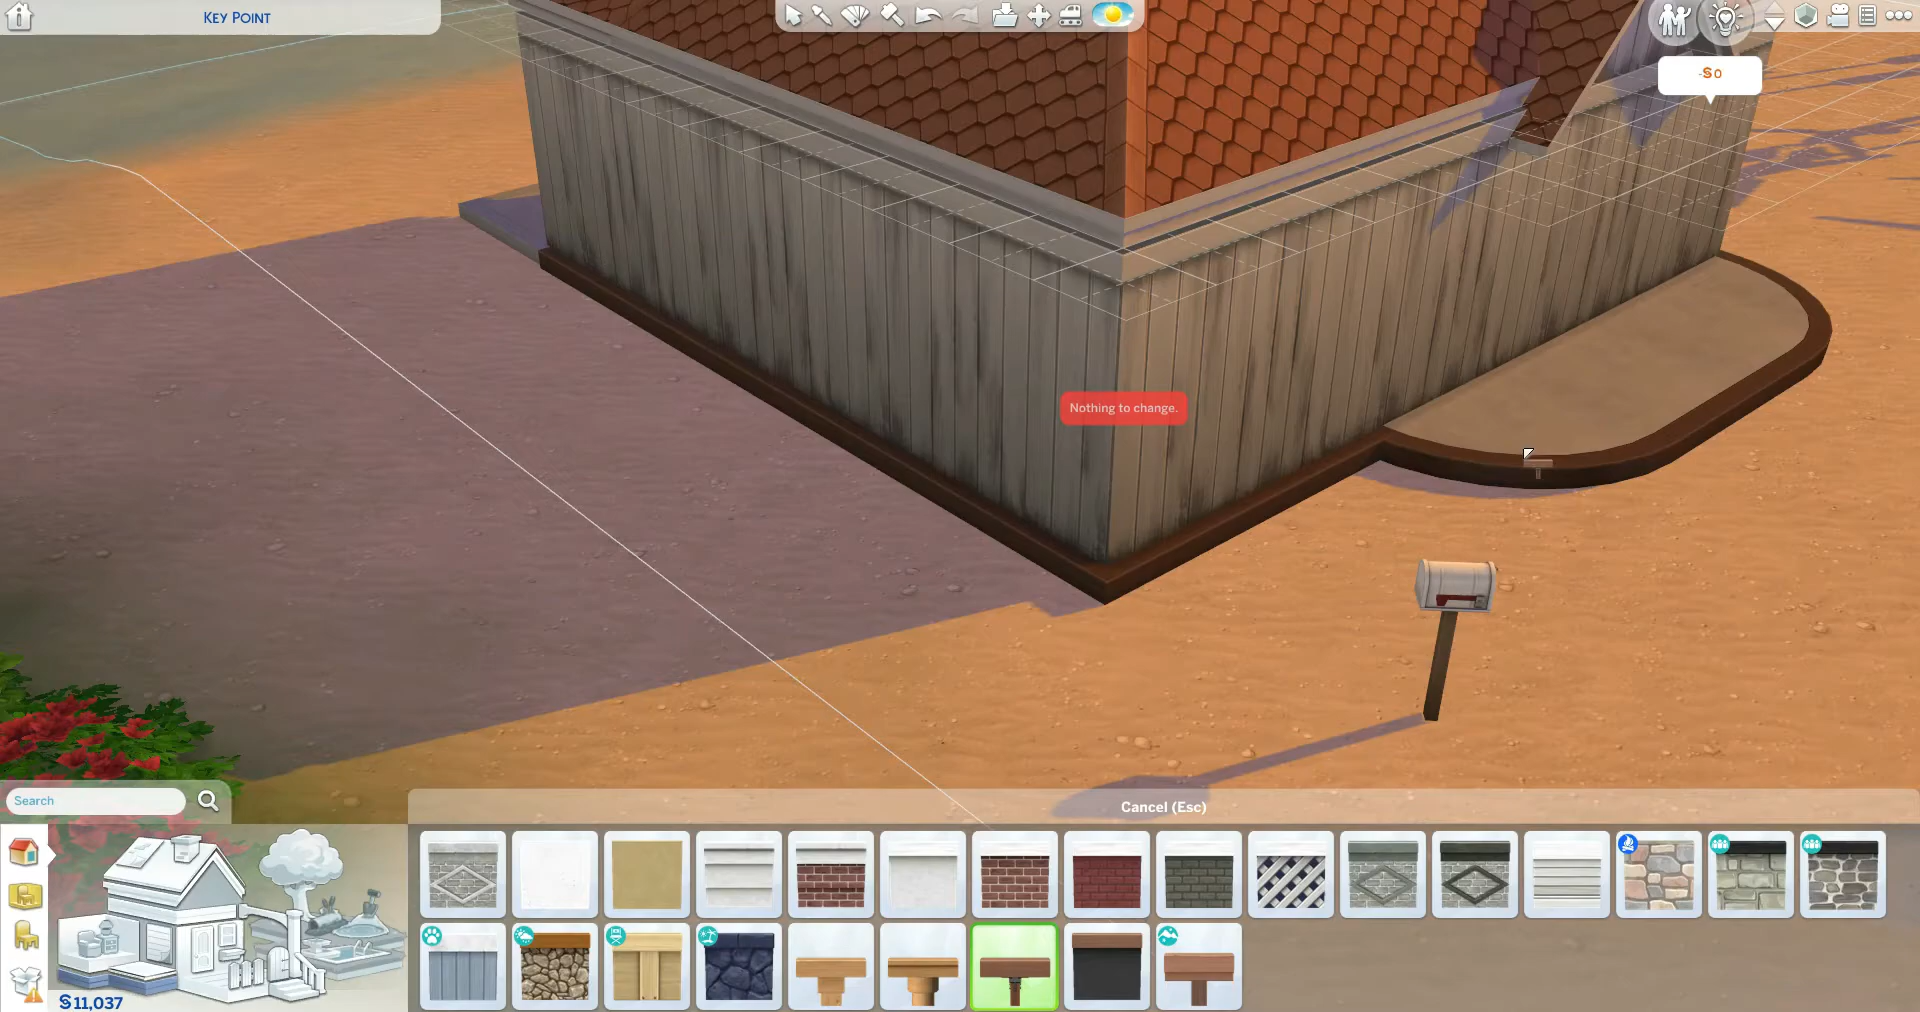 Key Point
-§0
Nothing to change.
Search
Cancel (Esc)
§11,037